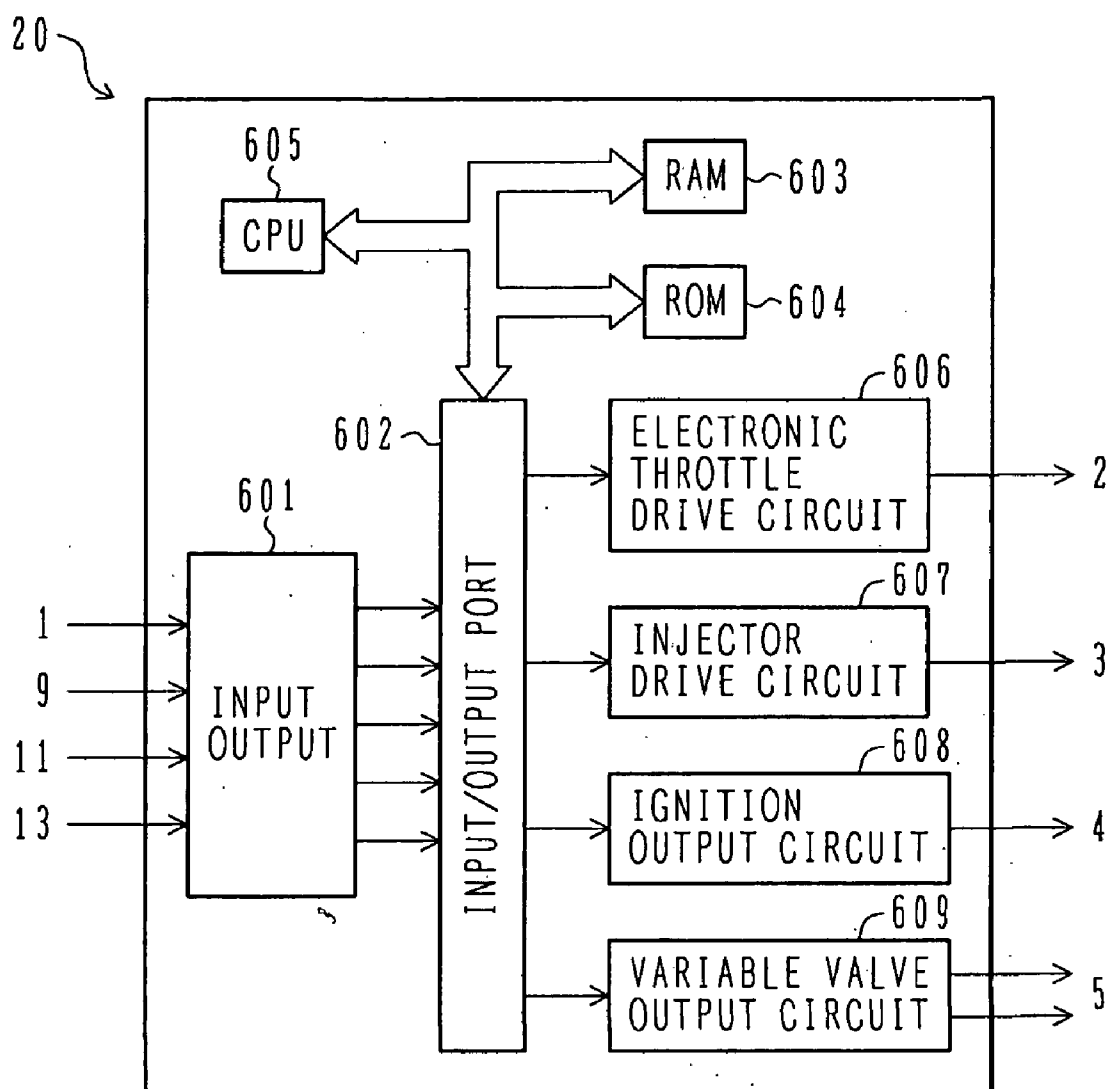 20
605
CPU
RAM
603
ROM
604
606
602
ELECTRONIC
THROTTLE
DRIVE CIRCUIT
2
601
INPUT/OUTPUT PORT
607
1
9
11
13
INPUT
OUTPUT
INJECTOR
DRIVE CIRCUIT
3
608
IGNITION
OUTPUT CIRCUIT
4
609
VARIABLE VALVE
OUTPUT CIRCUIT
5